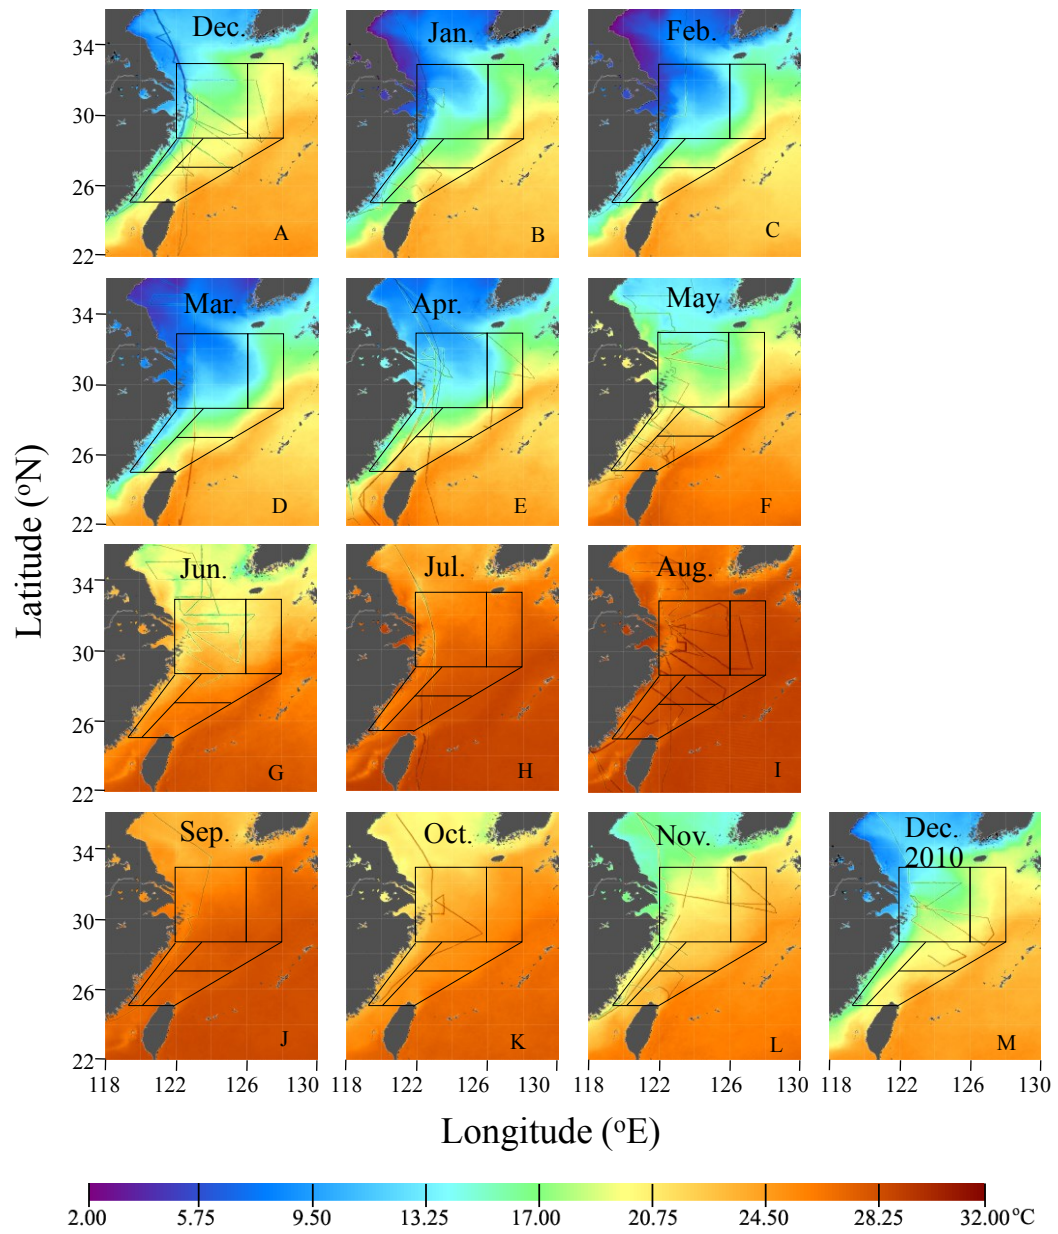 Dec.
Jan.
Feb.
34
30
26
22
A
B
C
Mar.
Apr.
May
34
30
26
22
D
E
F
Latitude (oN)
Jun.
Jul.
Aug.
34
30
26
22
G
H
I
Sep.
Oct.
Nov.
Dec.
2010
34
30
26
22
J
K
L
M
118 122 126 130 118 122 126 130 118 122 126 130 118 122 126 130
Longitude (oE)
2.00 5.75 9.50 13.25 17.00 20.75 24.50 28.25 32.00 oC